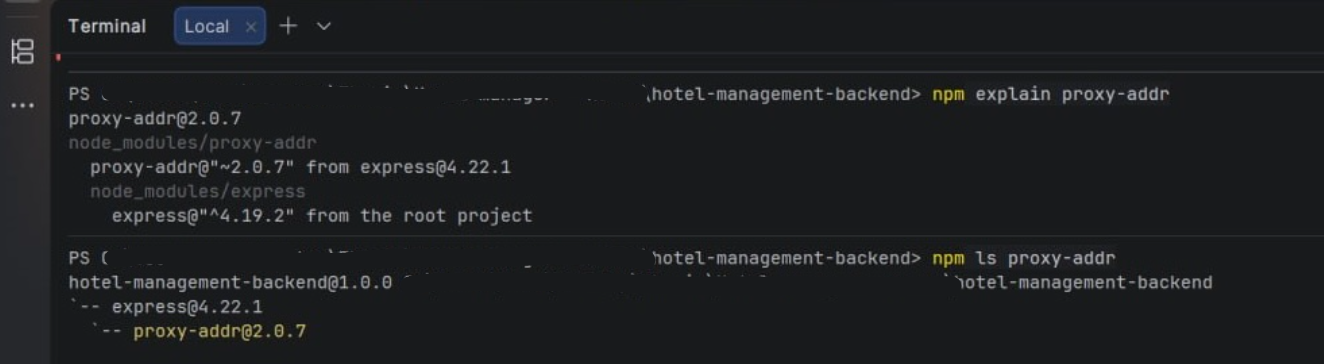 Terminal Local × + ⌄
PS \hotel-management-backend> npm explain proxy-addr
proxy-addr@2.0.7
node_modules/proxy-addr
proxy-addr@"~2.0.7" from express@4.22.1
node_modules/express
express@"^4.19.2" from the root project
PS hotel-management-backend> npm ls proxy-addr
hotel-management-backend@1.0.0 hotel-management-backend
`-- express@4.22.1
`-- proxy-addr@2.0.7